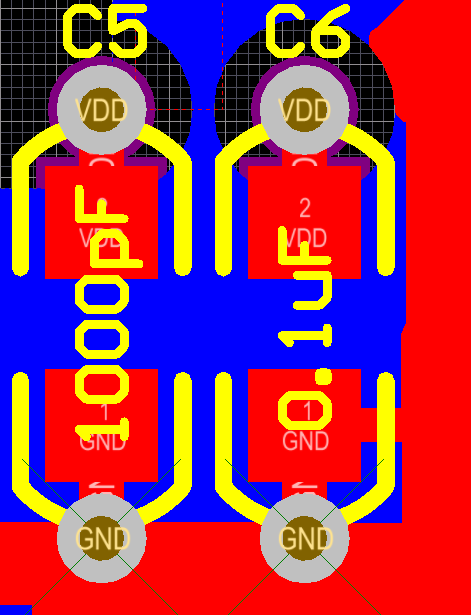 C5 C6
VDD VDD
2
VDD VDD
1000pF 0.1uF
1 1
GND GND
GND GND